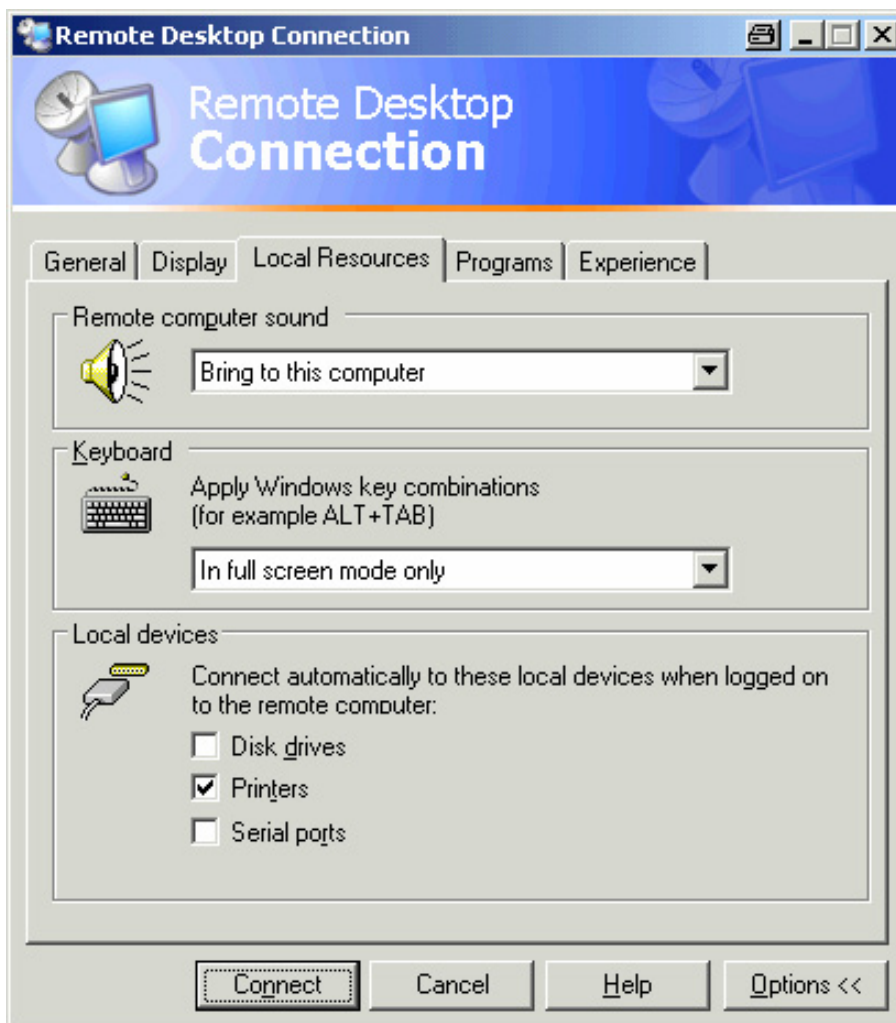 Remote Desktop Connection
Remote Desktop
Connection
General Display Local Resources Programs Experience
Remote computer sound
Bring to this computer
Keyboard
Apply Windows key combinations
(for example ALT+TAB)
In full screen mode only
Local devices
Connect automatically to these local devices when logged on
to the remote computer:
Disk drives
Printers
Serial ports
Connect Cancel Help Options <<